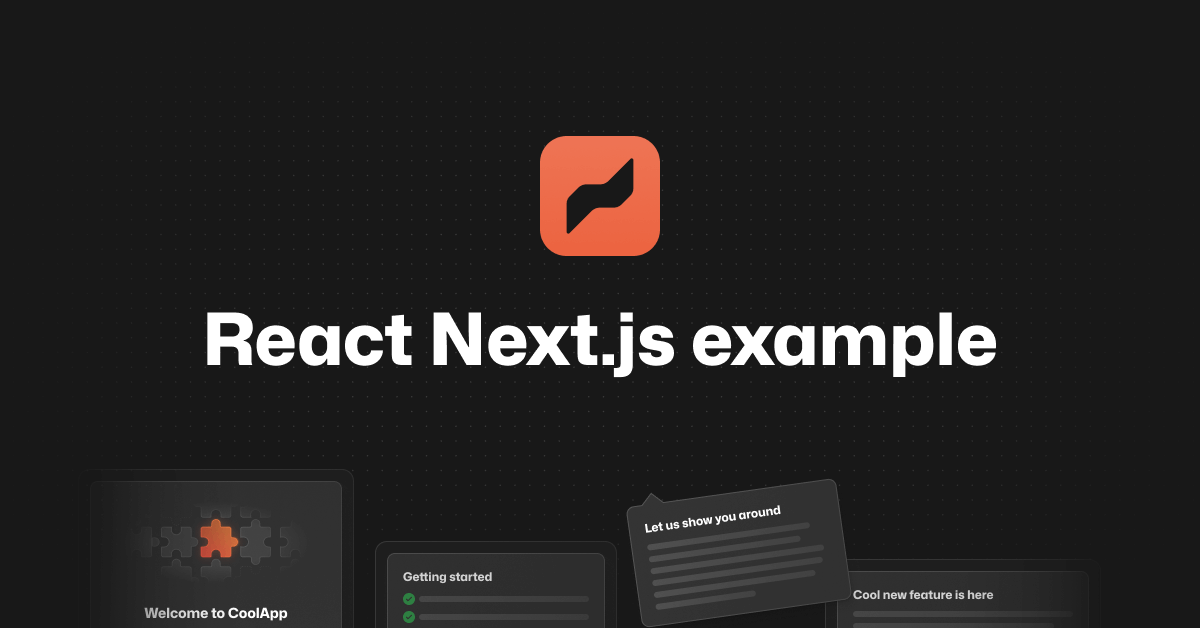 React Next.js example
Let us show you around
Getting started
Cool new feature is here
Welcome to CoolApp